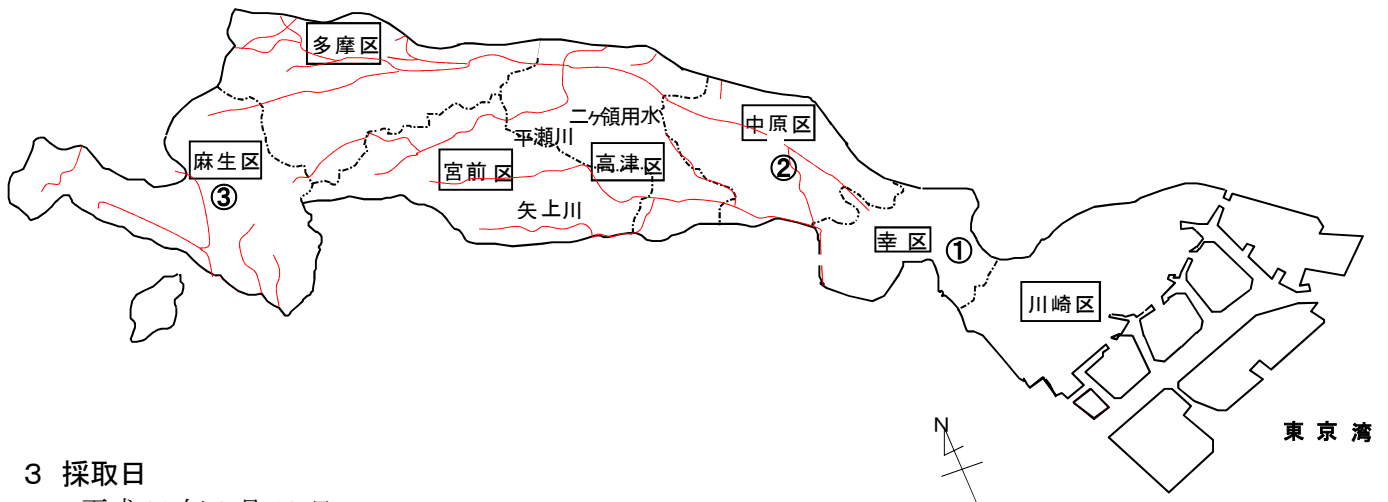 多摩区
二ヶ領用水
中原区
平瀬川
麻生区
宮前区
高津区
②
③
矢上川
幸区
①
川崎区
N
東京湾
3 採取日